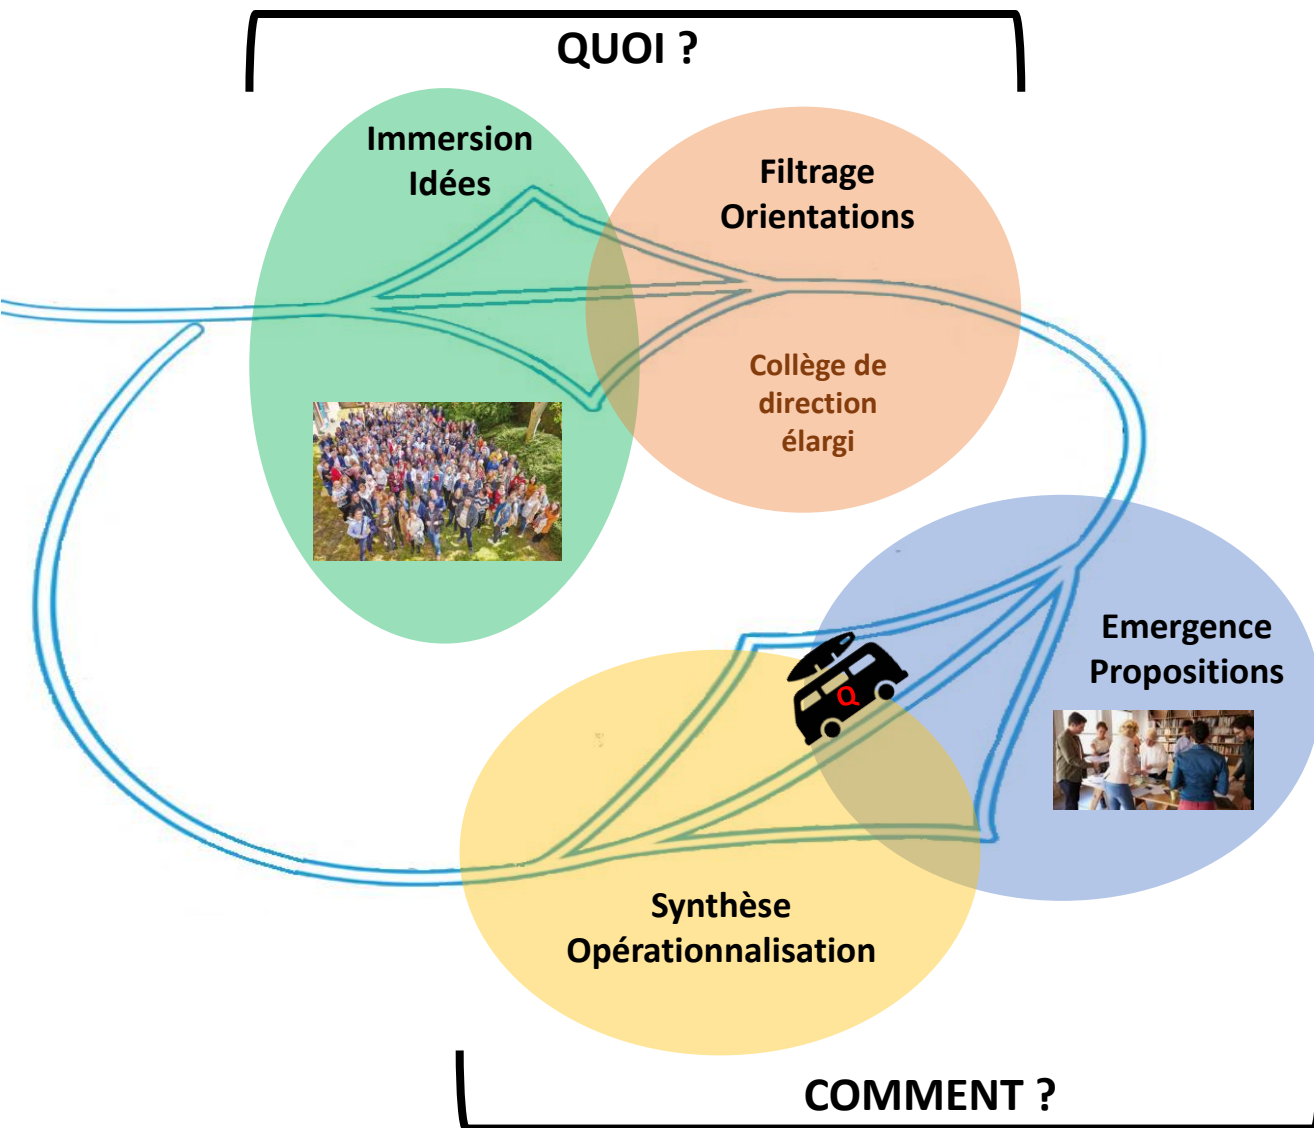 QUOI ?
Immersion
Idées
Filtrage
Orientations
Collège de
direction
élargi
Emergence
Propositions
Q
Synthèse
Opérationnalisation
COMMENT ?